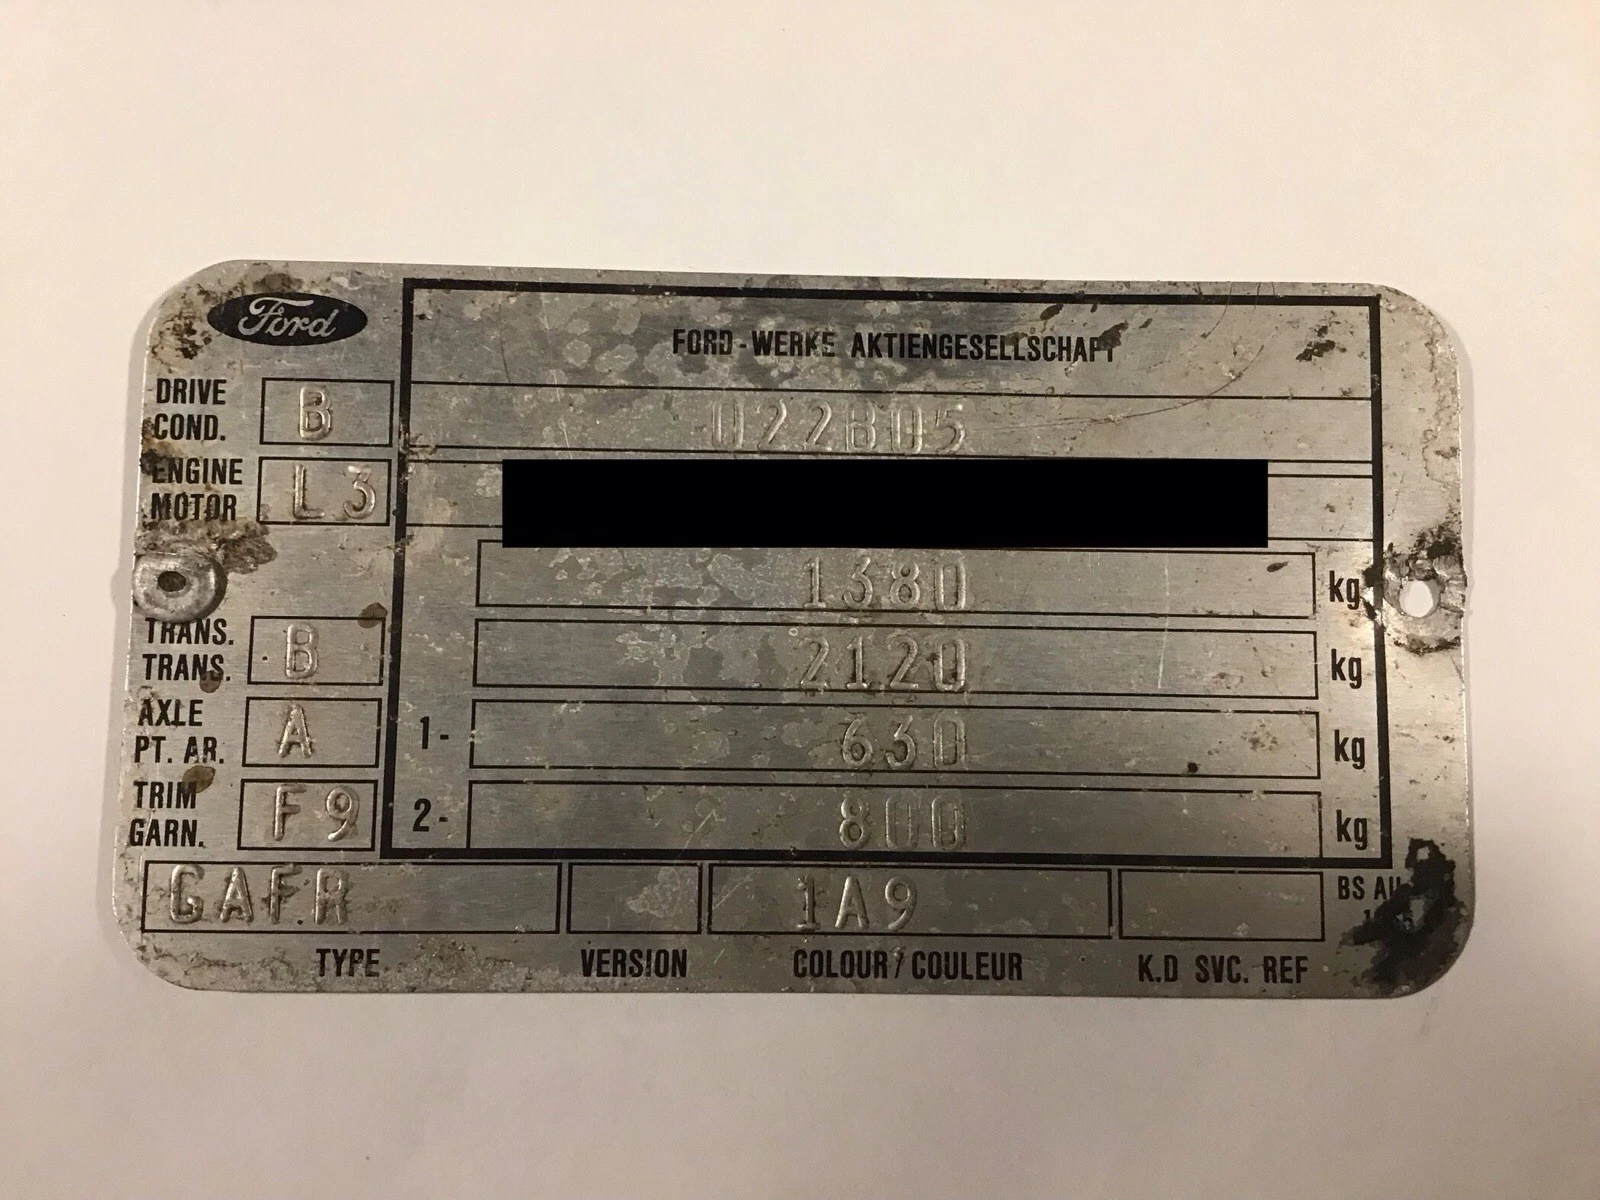 Ford
FORD-WERKE AKTIENGESELLSCHAFT
DRIVE
COND.
B
022B05
ENGINE
MOTOR
L3
1380 kg
TRANS.
TRANS.
B
2120 kg
AXLE
PT. AR.
A
1- 630 kg
TRIM
GARN.
F9
2- 800 kg
GAFR
1A9
BS AU
TYPE VERSION COLOUR/COULEUR K.D SVC. REF